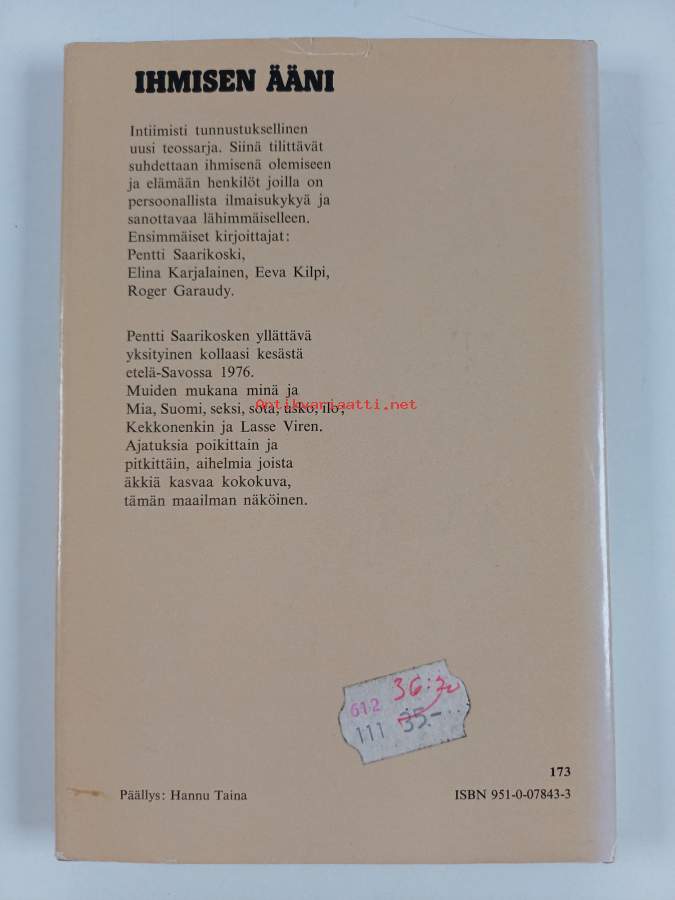 IHMISEN ÄÄNI
Intiimisti tunnustuksellinen
uusi teossarja. Siinä tilittävät
suhdettaan ihmisenä olemiseen
ja elämään henkilöt joilla on
persoonallista ilmaisukykyä ja
sanottavaa lähimmäiselleen.
Ensimmäiset kirjoittajat:
Pentti Saarikoski,
Elina Karjalainen, Eeva Kilpi,
Roger Garaudy.
Pentti Saarikosken yllättävä
yksityinen kollaasi kesästä
etelä-Savossa 1976.
Muiden mukana minä ja
Antikvariaatti.net
Mia, Suomi, seksi, sota, usko, ilo,
Kekkonenkin ja Lasse Viren.
Ajatuksia poikittain ja
pitkittäin, aihelmia joista
äkkiä kasvaa kokokuva,
tämän maailman näköinen.
612
111 35.-
173
Päällys: Hannu Taina
ISBN 951-0-07843-3